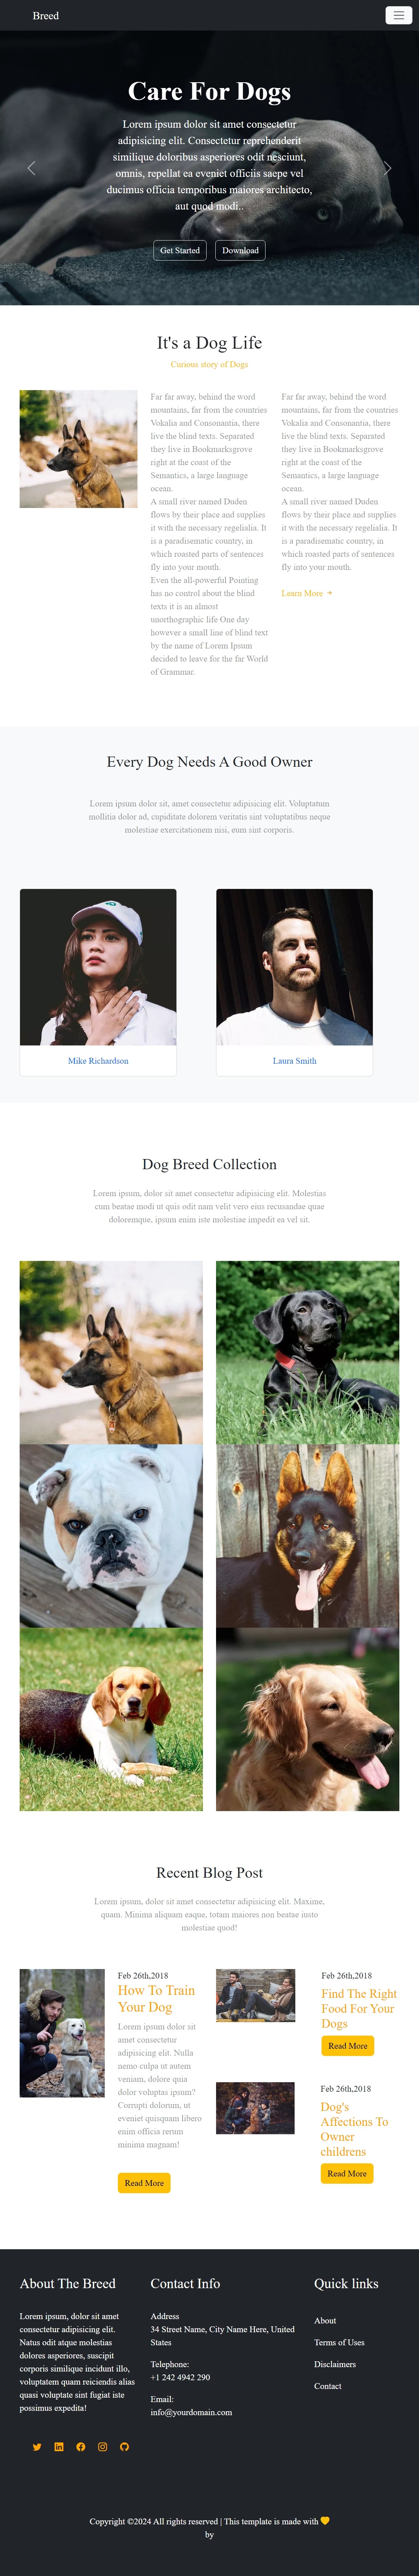 Breed
Care For Dogs
Lorem ipsum dolor sit amet consectetur
adipisicing elit. Consectetur reprehenderit
similique doloribus asperiores odit nesciunt,
omnis, repellat ea eveniet officiis saepe vel
ducimus officia temporibus maiores architecto,
aut quod modi..
Get Started
Download
It's a Dog Life
Curious story of Dogs
Far far away, behind the word
mountains, far from the countries
Vokalia and Consonantia, there
live the blind texts. Separated
they live in Bookmarksgrove
right at the coast of the
Semantics, a large language
ocean.
A small river named Duden
flows by their place and supplies
it with the necessary regelialia. It
is a paradisematic country, in
which roasted parts of sentences
fly into your mouth.
Even the all-powerful Pointing
has no control about the blind
texts it is an almost
unorthographic life One day
however a small line of blind text
by the name of Lorem Ipsum
decided to leave for the far World
of Grammar.
Far far away, behind the word
mountains, far from the countries
Vokalia and Consonantia, there
live the blind texts. Separated
they live in Bookmarksgrove
right at the coast of the
Semantics, a large language
ocean.
A small river named Duden
flows by their place and supplies
it with the necessary regelialia. It
is a paradisematic country, in
which roasted parts of sentences
fly into your mouth.
Learn More
Every Dog Needs A Good Owner
Lorem ipsum dolor sit, amet consectetur adipisicing elit. Voluptatum
mollitia dolor ad, cupiditate dolorem veritatis sint voluptatibus neque
molestiae exercitationem nisi, eum sint corporis.
Mike Richardson
Laura Smith
Dog Breed Collection
Lorem ipsum, dolor sit amet consectetur adipisicing elit. Molestias
cum beatae modi ut quis odit nam velit vero eius recusandae quae
doloremque, ipsum enim iste molestiae impedit ea vel sit.
Recent Blog Post
Lorem ipsum, dolor sit amet consectetur adipisicing elit. Maxime,
quam. Minima aliquam eaque, totam maiores non beatae iusto
molestiae quod!
Feb 26th,2018
How To Train
Your Dog
Lorem ipsum dolor sit
amet consectetur
adipisicing elit. Nulla
nemo culpa ut autem
veniam, dolore quia
dolor voluptas ipsum?
Corrupti dolorum, ut
eveniet quisquam libero
enim officia rerum
minima magnam!
Read More
Feb 26th,2018
Find The Right
Food For Your
Dogs
Read More
Feb 26th,2018
Dog's
Affections To
Owner
childrens
Read More
About The Breed
Lorem ipsum, dolor sit amet
consectetur adipisicing elit.
Natus odit atque molestias
dolores asperiores, suscipit
corporis similique incidunt illo,
voluptatem quam reiciendis alias
quasi voluptate sint fugiat iste
possimus expedita!
Contact Info
Address
34 Street Name, City Name Here, United
States
Telephone:
+1 242 4942 290
Email:
info@yourdomain.com
Quick links
About
Terms of Uses
Disclaimers
Contact
Copyright ©2024 All rights reserved | This template is made with
by